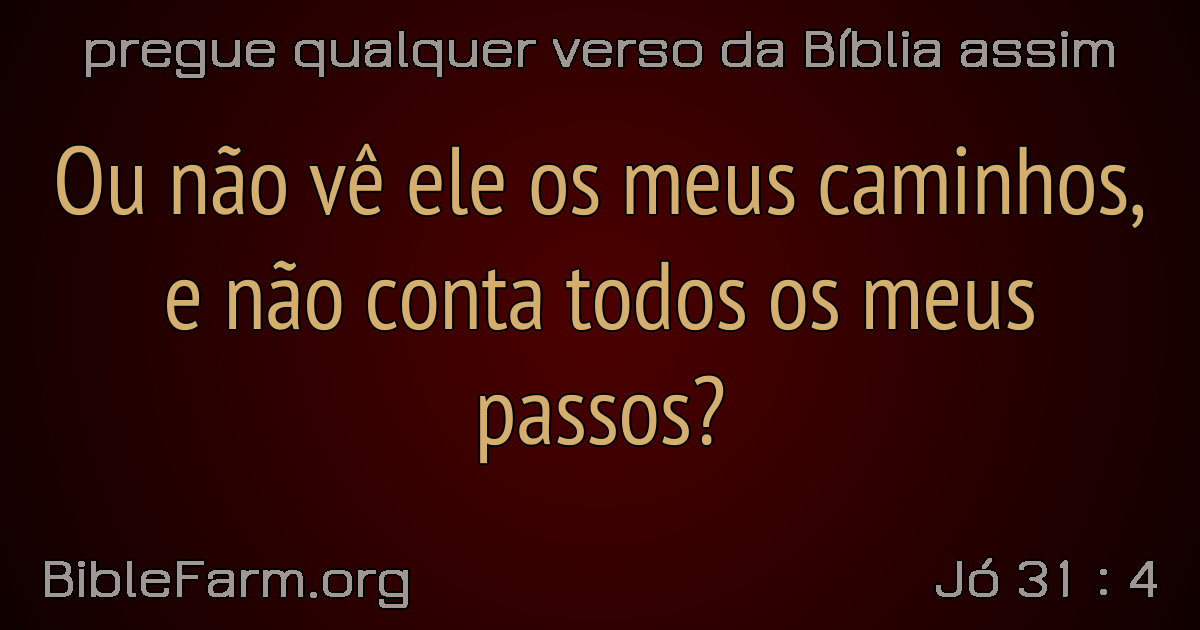 pregue qualquer verso da Bíblia assim
Ou não vê ele os meus caminhos,
e não conta todos os meus
passos?
BibleFarm.org
Jó 31 : 4